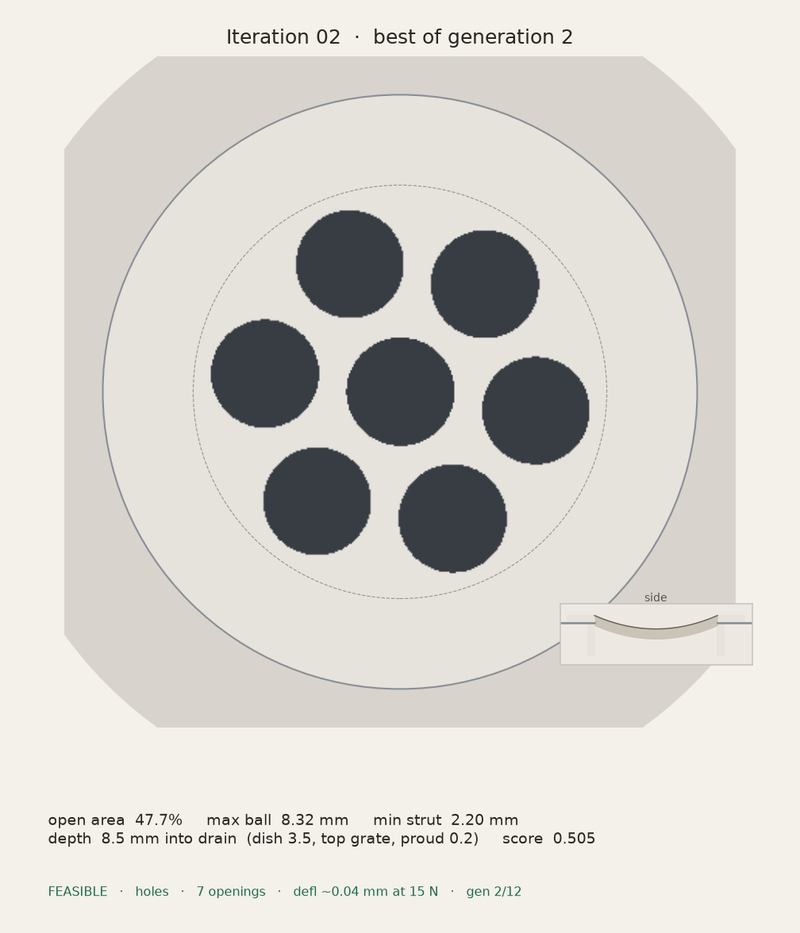 Iteration 02 · best of generation 2
side
open area 47.7% max ball 8.32 mm min strut 2.20 mm
depth 8.5 mm into drain (dish 3.5, top grate, proud 0.2) score 0.505
FEASIBLE · holes · 7 openings · defl ~0.04 mm at 15 N · gen 2/12